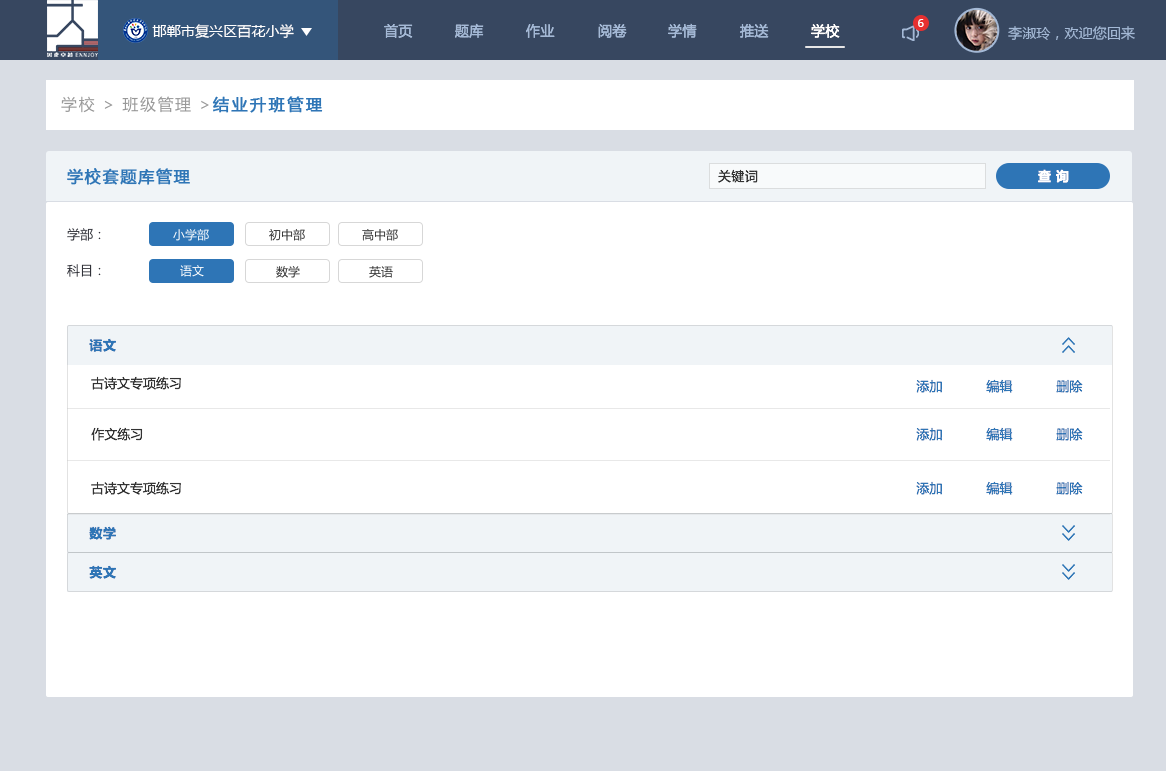 邯郸市复兴区百花小学 首页 题库 作业 阅卷 学情 推送 学校 6 李淑玲，欢迎您回来
学校 > 班级管理 >结业升班管理
学校套题库管理 关键词 查询
学部： 小学部 初中部 高中部
科目： 语文 数学 英语
语文
古诗文专项练习 添加 编辑 删除
作文练习 添加 编辑 删除
古诗文专项练习 添加 编辑 删除
数学
英文